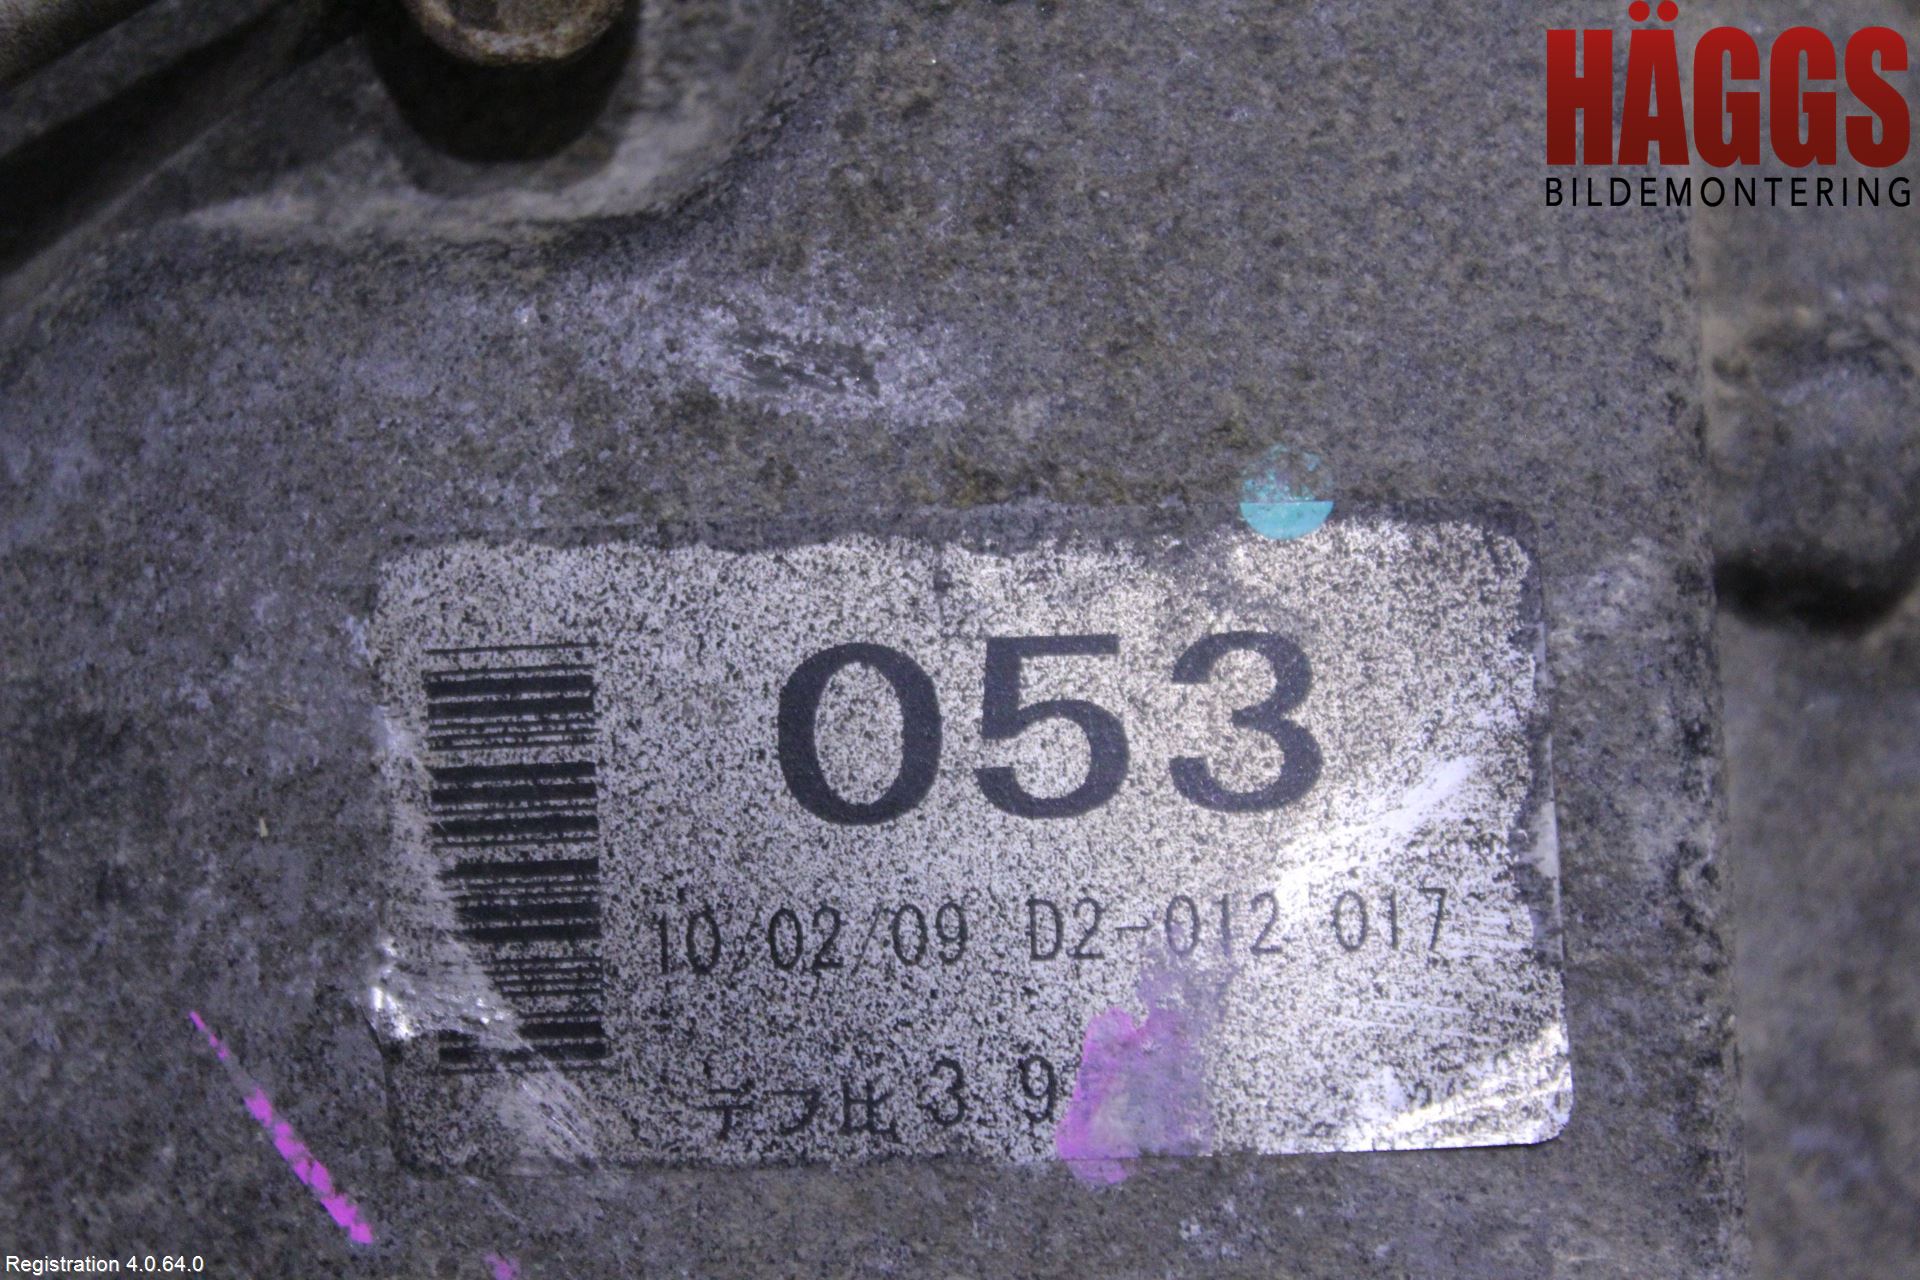 HÄGGS
BILDEMONTERING
053
10/02/09 D2-012 017
デフ比 3.9
Registration 4.0.64.0